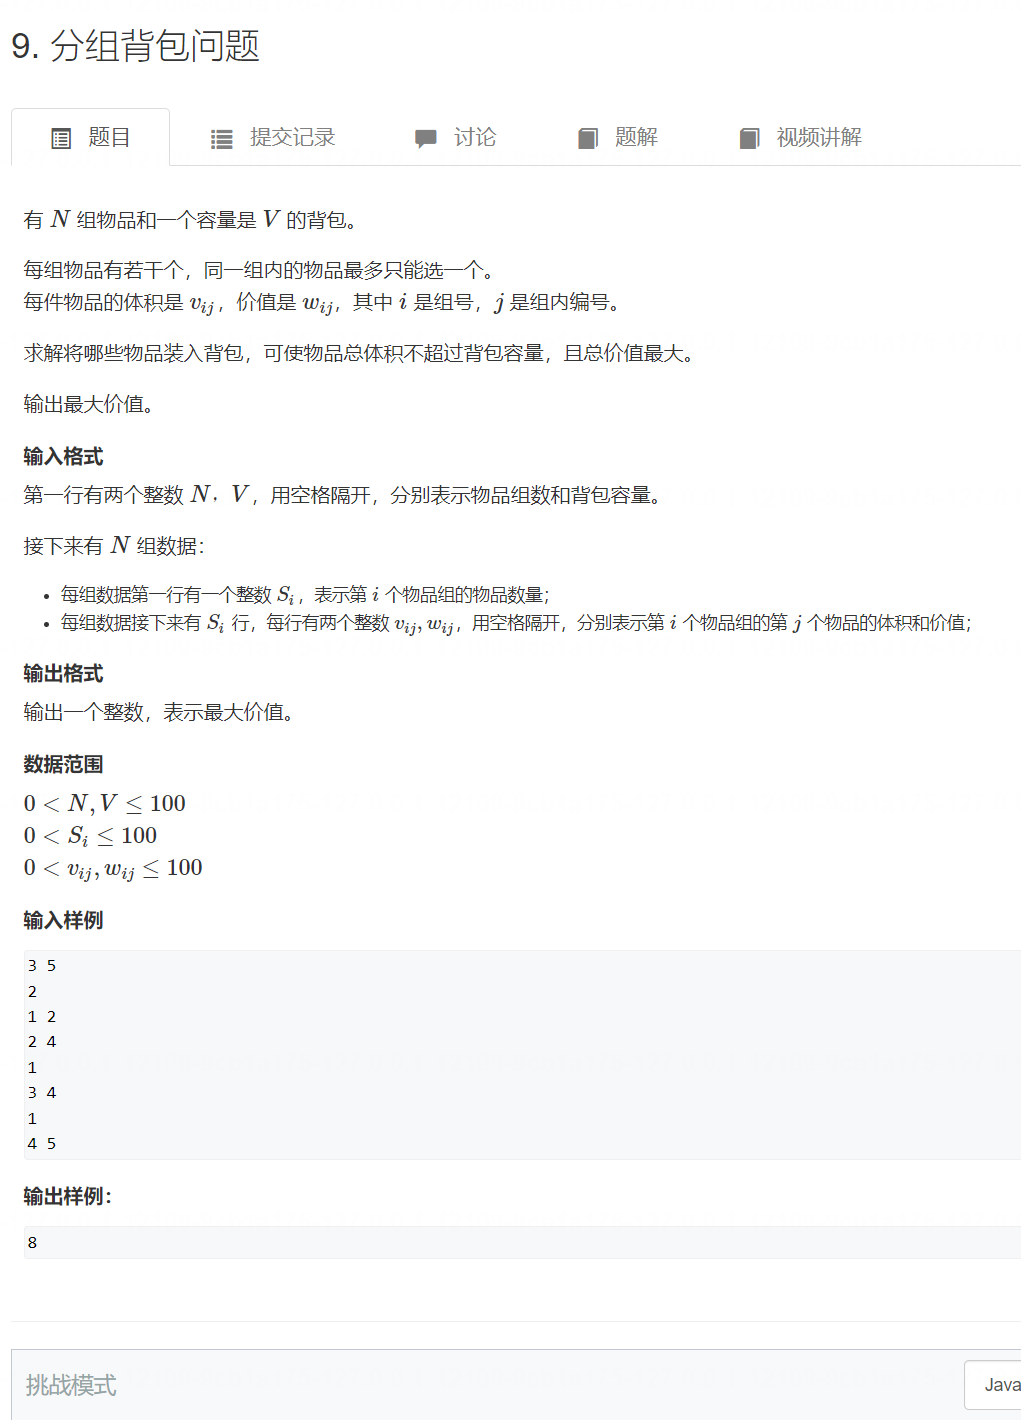 9. 分组背包问题
题目 提交记录 讨论 题解 视频讲解
有 N 组物品和一个容量是 V 的背包。
每组物品有若干个，同一组内的物品最多只能选一个。
每件物品的体积是 v_{ij}，价值是 w_{ij}，其中 i 是组号，j 是组内编号。
求解将哪些物品装入背包，可使物品总体积不超过背包容量，且总价值最大。
输出最大价值。
输入格式
第一行有两个整数 N，V，用空格隔开，分别表示物品组数和背包容量。
接下来有 N 组数据：
• 每组数据第一行有一个整数 S_i，表示第 i 个物品组的物品数量；
• 每组数据接下来有 S_i 行，每行有两个整数 v_{ij}, w_{ij}，用空格隔开，分别表示第 i 个物品组的第 j 个物品的体积和价值；
输出格式
输出一个整数，表示最大价值。
数据范围
0 < N, V ≤ 100
0 < S_i ≤ 100
0 < v_{ij}, w_{ij} ≤ 100
输入样例
3 5
2
1 2
2 4
1
3 4
1
4 5
输出样例：
8
挑战模式 Java